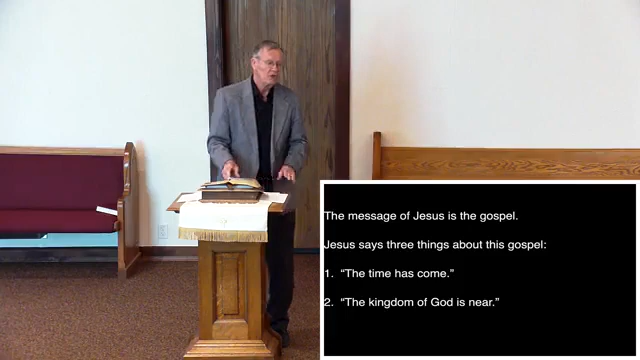 The message of Jesus is the gospel.
Jesus says three things about this gospel:
1. “The time has come.”
2. “The kingdom of God is near.”